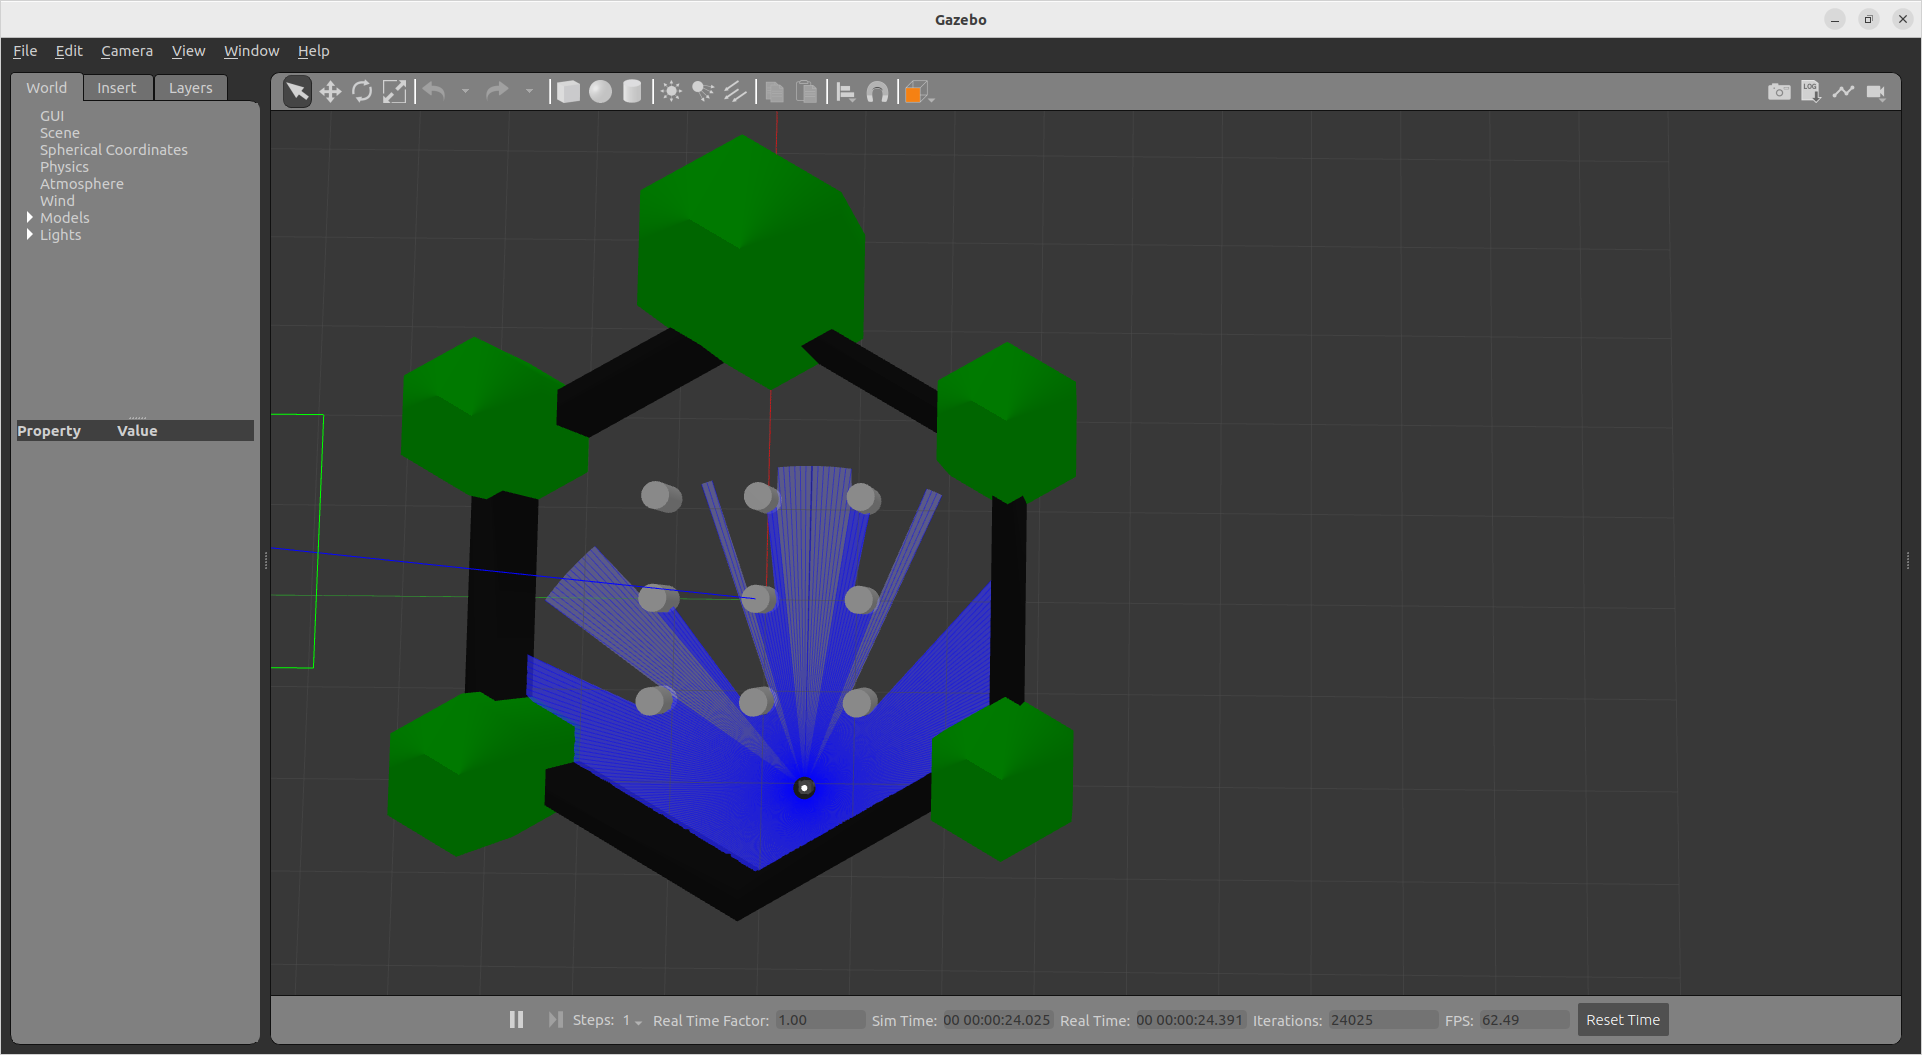 Gazebo
File Edit Camera View Window Help
World Insert Layers
LOG
GUI
Scene
Spherical Coordinates
Physics
Atmosphere
Wind
Models
Lights
Property Value
Steps: 1 Real Time Factor: 1.00 Sim Time: 00 00:00:24.025 Real Time: 00 00:00:24.391 Iterations: 24025 FPS: 62.49 Reset Time